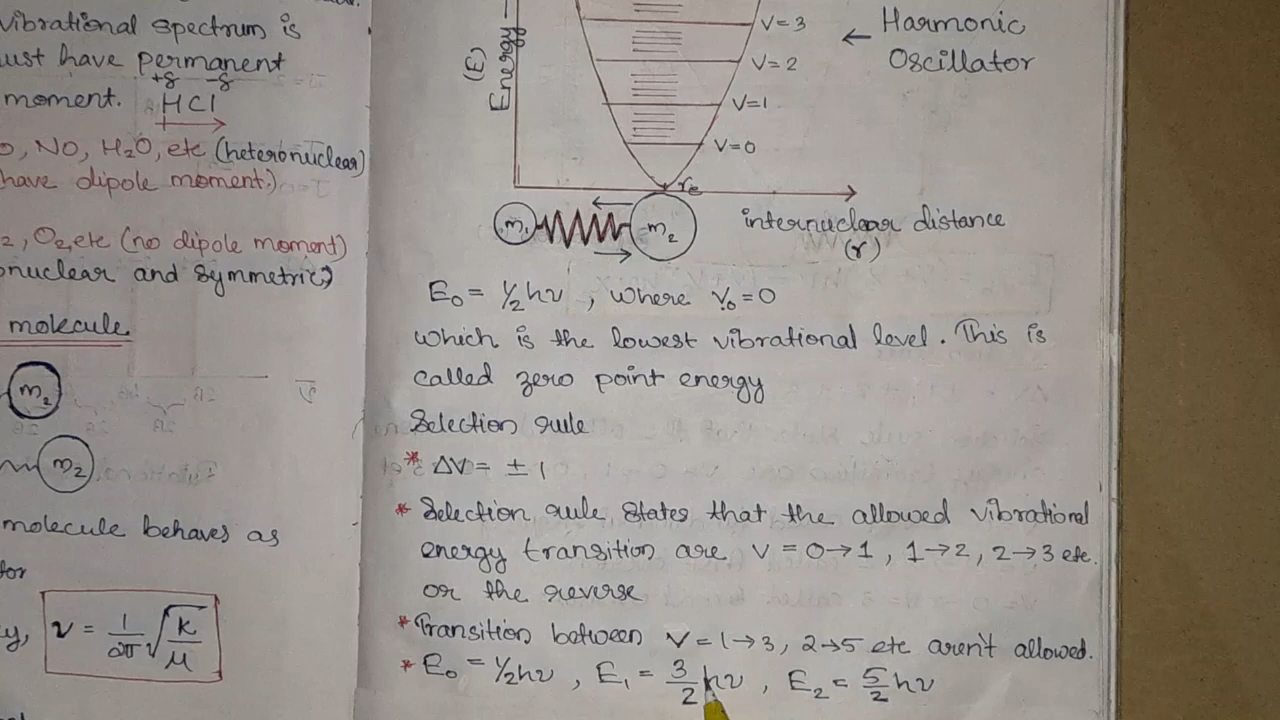 vibrational spectrum is
ust have permanent
+δ -δ
moment. HCl
O, NO, H₂O, etc (heteronuclear)
have dipole moment.)
2, O₂, etc (no dipole moment)
onuclear and symmetric)
molecule
m₂
m₂
molecule behaves as
for
y, ν = 1/2π √K/μ
Energy (E)
V=3
V=2
V=1
V=0
← Harmonic
Oscillator
re
m₁ m₂
internuclear distance
(r)
E₀ = ½hν , where V₀=0
which is the lowest vibrational level. This is
called zero point energy
Selection rule
* ΔV = ±1
* Selection rule states that the allowed vibrational
energy transition are V = 0→1, 1→2, 2→3 etc.
or the reverse
* Transition between V=1→3, 2→5 etc aren't allowed.
* E₀ = ½hν , E₁ = 3/2 hν , E₂ = 5/2 hν